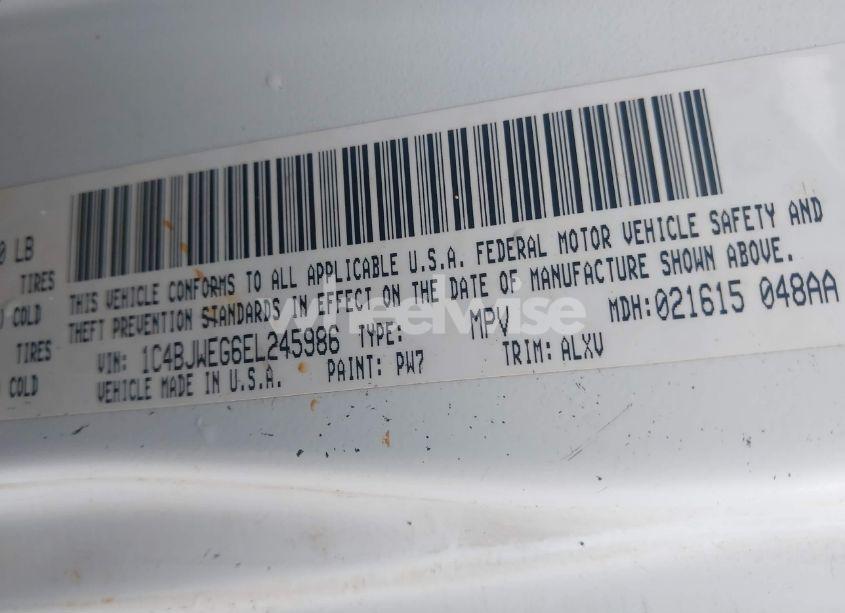 0 LB
TIRES
COLD
TIRES
COLD
THIS VEHICLE CONFORMS TO ALL APPLICABLE U.S.A. FEDERAL MOTOR VEHICLE SAFETY AND
THEFT PREVENTION STANDARDS IN EFFECT ON THE DATE OF MANUFACTURE SHOWN ABOVE.
VIN: 1C4BJWEG6EL245986 TYPE: MPV MDH:021615 048AA
VEHICLE MADE IN U.S.A. PAINT: PW7 TRIM: ALXV
wheelwise